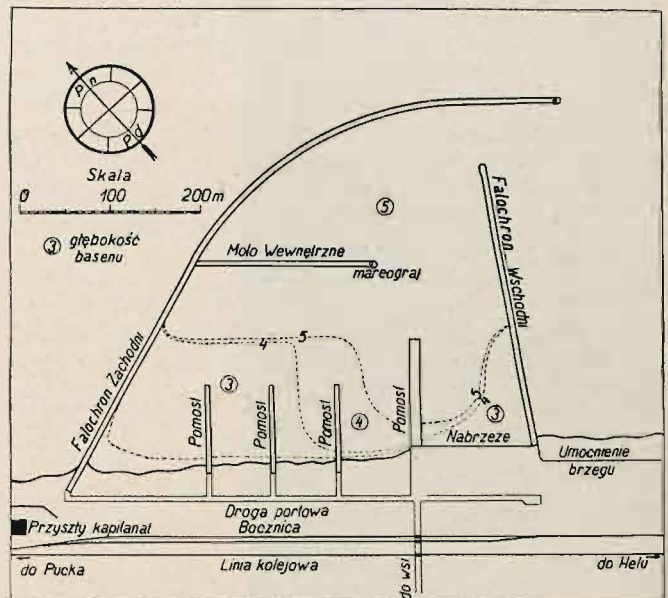 Pn
Pd
Skala
0 100 200m
③ głębokość
basenu
⑤
Molo Wewnętrzne
mareograf
Falochron Wschodni
Falochron Zachodni
4 5
5 4
③
④
③
Pomost
Pomost
Pomost
Pomost
Nabrzeże
Umocnienie
brzegu
Droga portowa
Bocznica
Przyszły kapitanat
do Pucka
Linia kolejowa
do wsi
do Helu